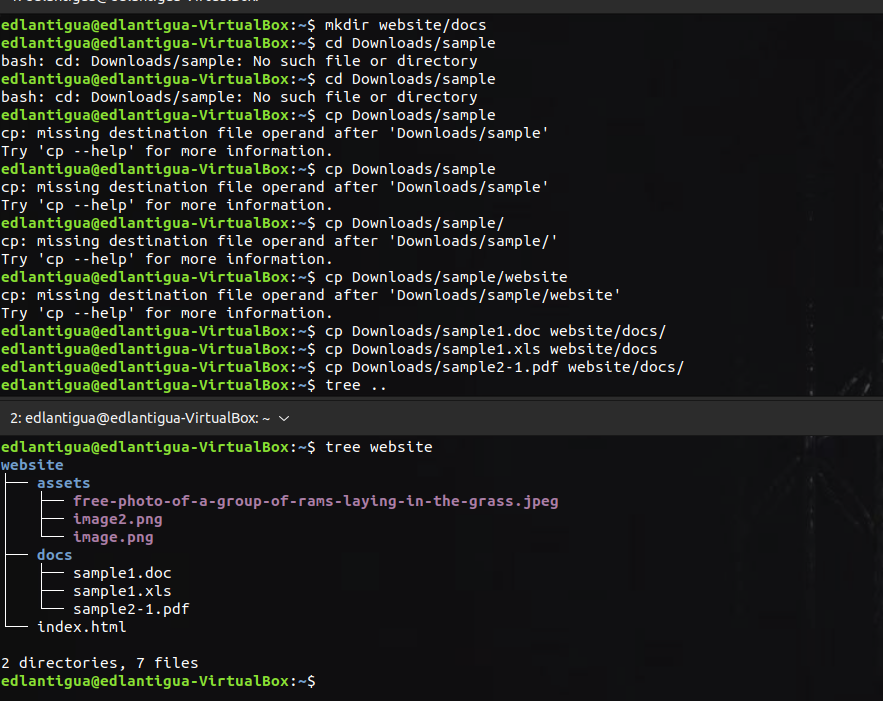 edlantigua@edlantigua-VirtualBox:~$ mkdir website/docs
edlantigua@edlantigua-VirtualBox:~$ cd Downloads/sample
bash: cd: Downloads/sample: No such file or directory
edlantigua@edlantigua-VirtualBox:~$ cd Downloads/sample
bash: cd: Downloads/sample: No such file or directory
edlantigua@edlantigua-VirtualBox:~$ cp Downloads/sample
cp: missing destination file operand after 'Downloads/sample'
Try 'cp --help' for more information.
edlantigua@edlantigua-VirtualBox:~$ cp Downloads/sample
cp: missing destination file operand after 'Downloads/sample'
Try 'cp --help' for more information.
edlantigua@edlantigua-VirtualBox:~$ cp Downloads/sample/
cp: missing destination file operand after 'Downloads/sample/'
Try 'cp --help' for more information.
edlantigua@edlantigua-VirtualBox:~$ cp Downloads/sample/website
cp: missing destination file operand after 'Downloads/sample/website'
Try 'cp --help' for more information.
edlantigua@edlantigua-VirtualBox:~$ cp Downloads/sample1.doc website/docs/
edlantigua@edlantigua-VirtualBox:~$ cp Downloads/sample1.xls website/docs
edlantigua@edlantigua-VirtualBox:~$ cp Downloads/sample2-1.pdf website/docs/
edlantigua@edlantigua-VirtualBox:~$ tree ..
2: edlantigua@edlantigua-VirtualBox: ~
edlantigua@edlantigua-VirtualBox:~$ tree website
website
├── assets
│   ├── free-photo-of-a-group-of-rams-laying-in-the-grass.jpeg
│   ├── image2.png
│   └── image.png
├── docs
│   ├── sample1.doc
│   ├── sample1.xls
│   └── sample2-1.pdf
└── index.html
2 directories, 7 files
edlantigua@edlantigua-VirtualBox:~$